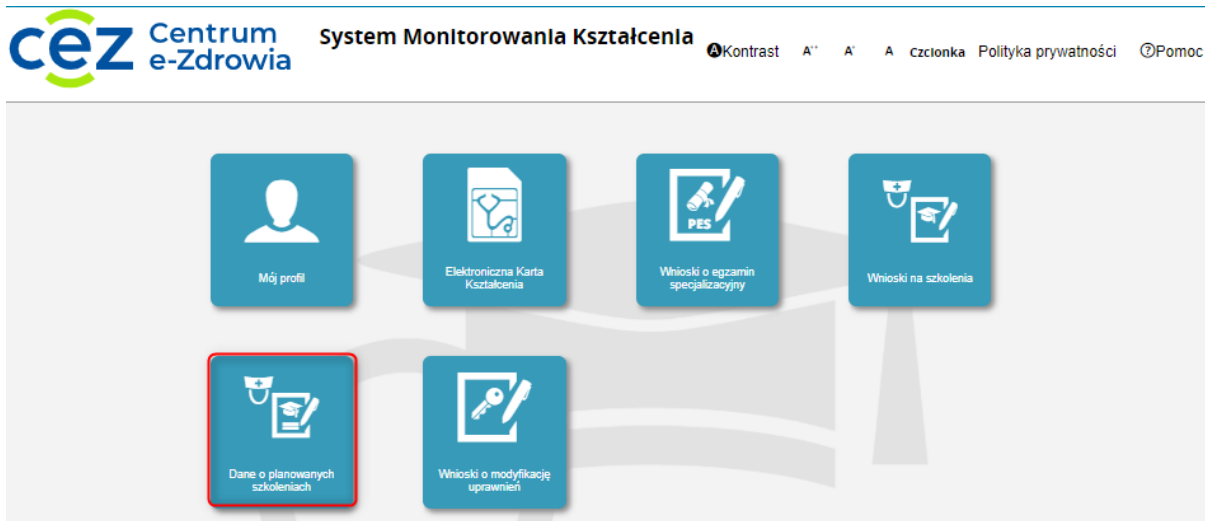 cez Centrum
e-Zdrowia
System Monitorowania Kształcenia
A Kontrast A++ A+ A Czcionka Polityka prywatności ?Pomoc
Mój profil
Elektroniczna Karta
Kształcenia
PES
Wnioski o egzamin
specjalizacyjny
Wnioski na szkolenia
Dane o planowanych
szkoleniach
Wnioski o modyfikację
uprawnień